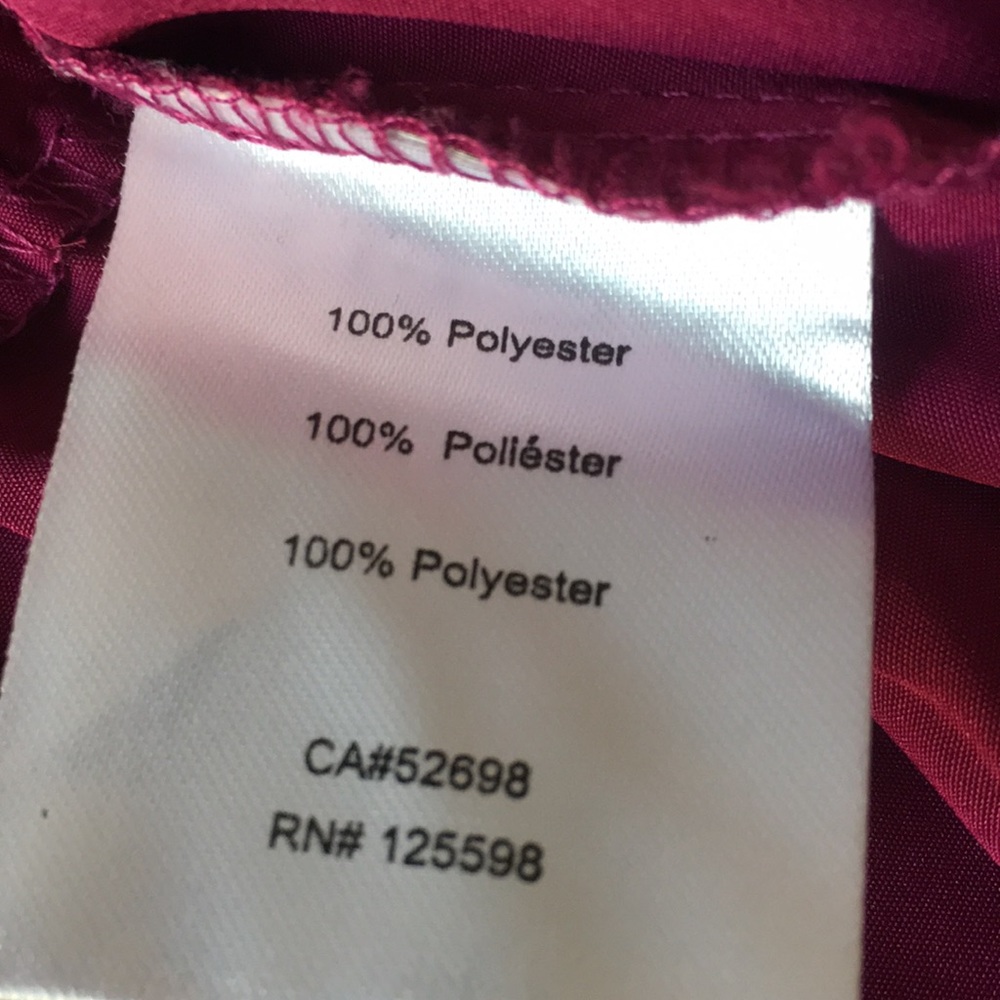 100% Polyester
100% Poliéster
100% Polyester
CA#52698
RN# 125598